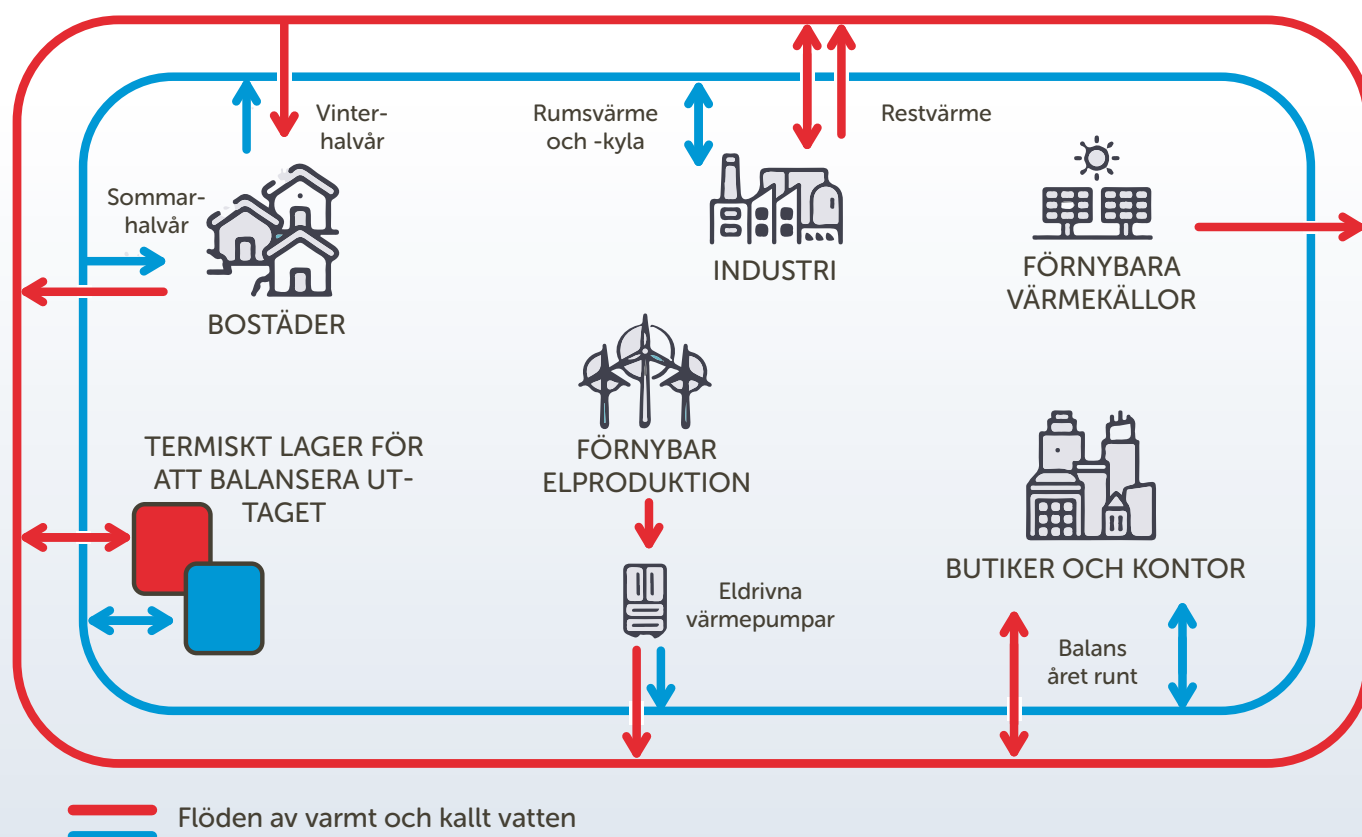 Vinter-
halvår
Rumsvärme
och -kyla
Restvärme
Sommar-
halvår
BOSTÄDER
INDUSTRI
FÖRNYBARA
VÄRMEKÄLLOR
TERMISKT LAGER FÖR
ATT BALANSERA UT-
TAGET
FÖRNYBAR
ELPRODUKTION
Eldrivna
värmepumpar
BUTIKER OCH KONTOR
Balans
året runt
Flöden av varmt och kallt vatten